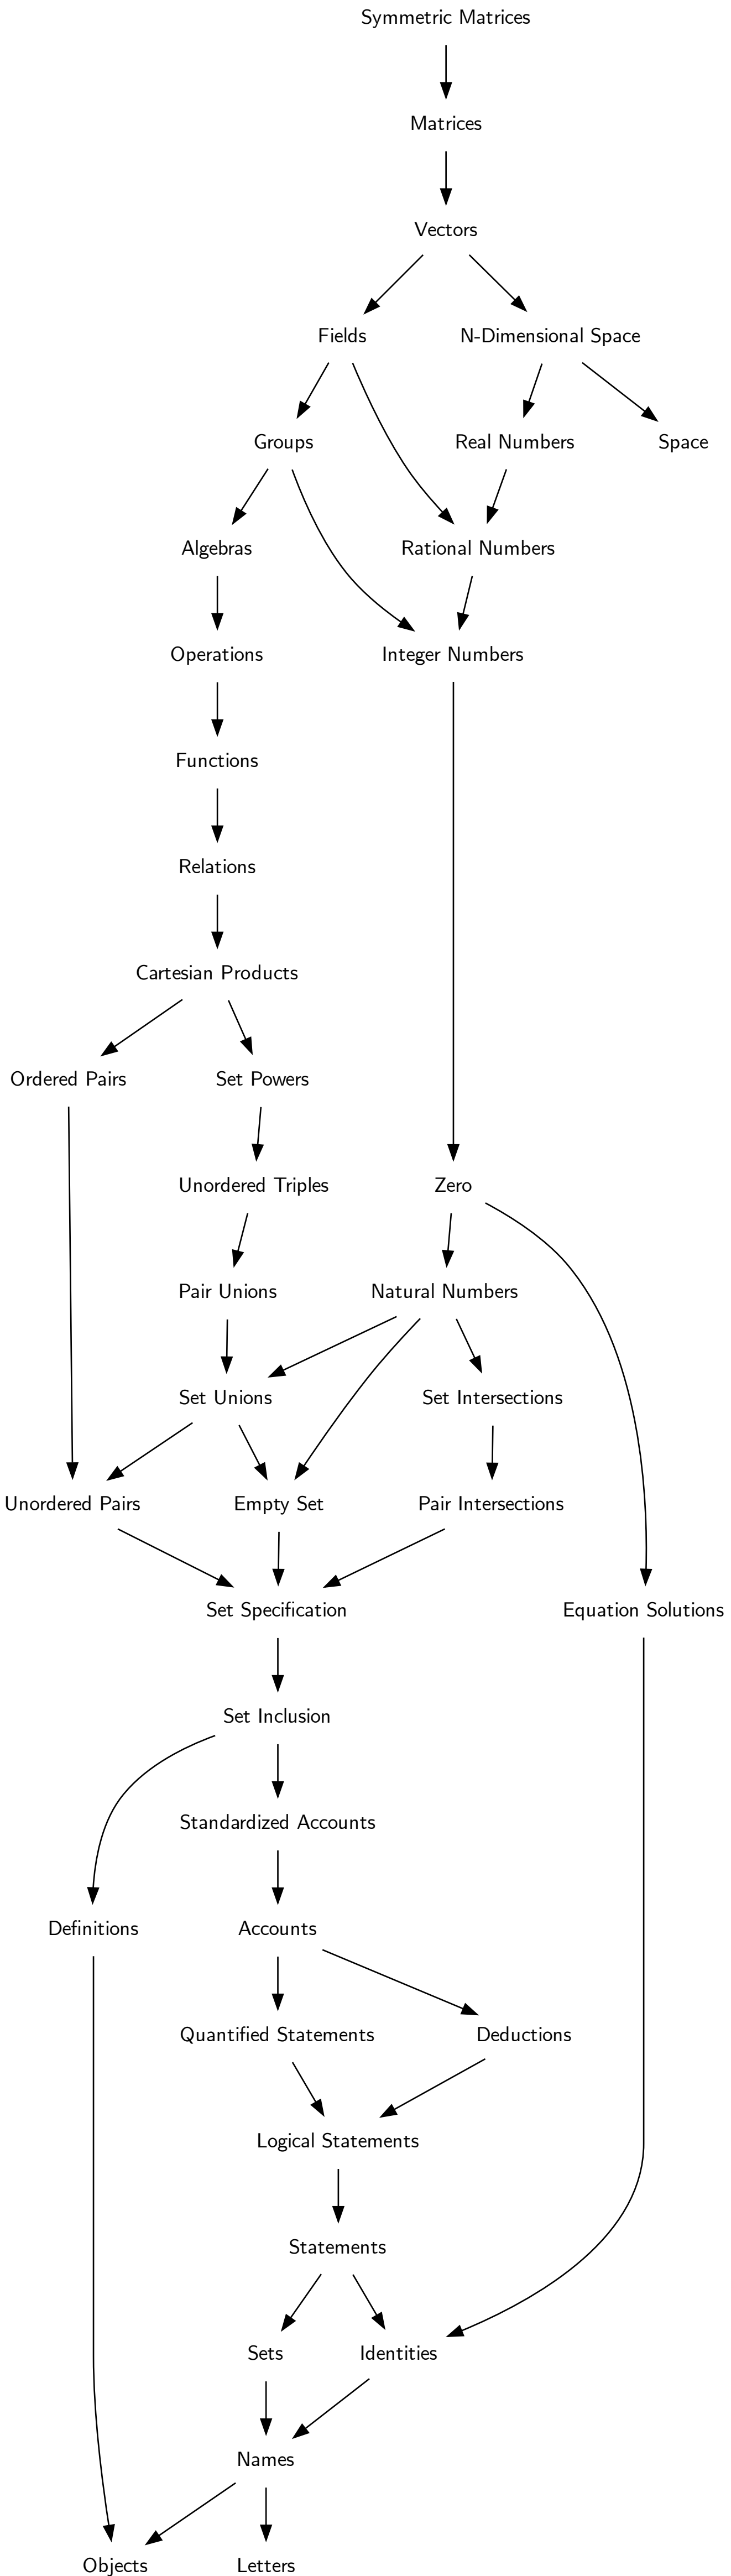 Symmetric Matrices
Matrices
Vectors
Fields
N-Dimensional Space
Groups
Real Numbers
Space
Algebras
Rational Numbers
Operations
Integer Numbers
Functions
Relations
Cartesian Products
Ordered Pairs
Set Powers
Unordered Triples
Zero
Pair Unions
Natural Numbers
Set Unions
Set Intersections
Unordered Pairs
Empty Set
Pair Intersections
Set Specification
Equation Solutions
Set Inclusion
Standardized Accounts
Definitions
Accounts
Quantified Statements
Deductions
Logical Statements
Statements
Sets
Identities
Names
Objects
Letters